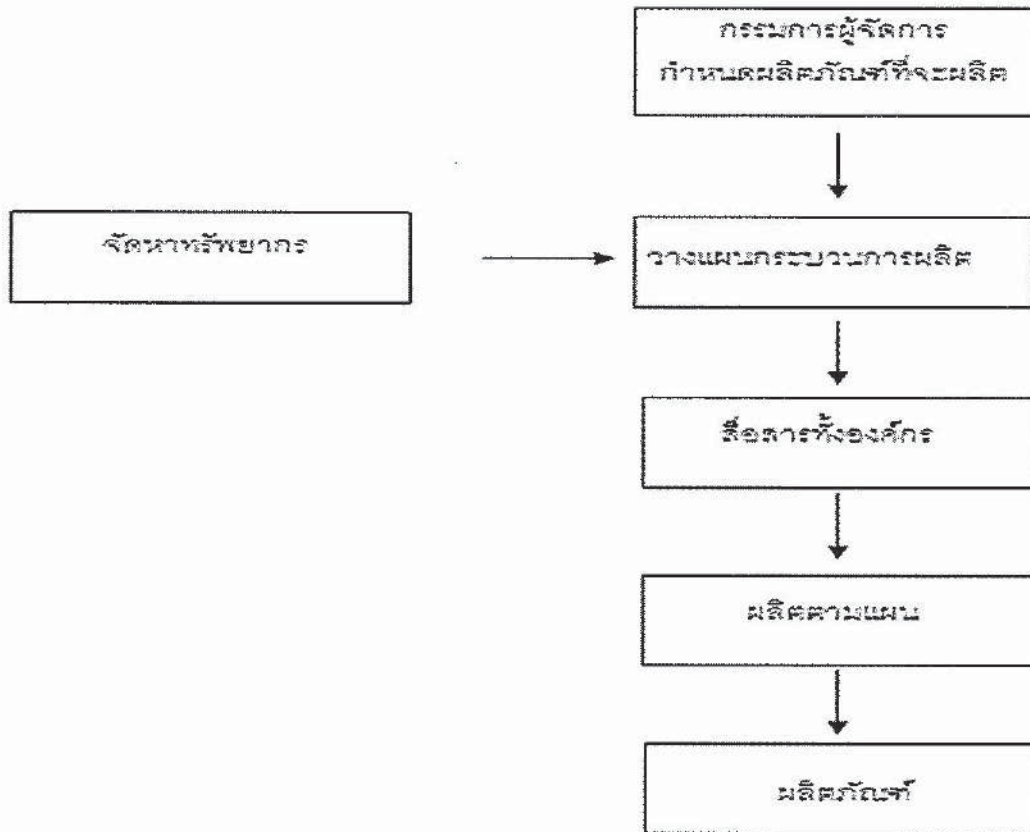 กรรมการผู้จัดการ
กำหนดผลิตภัณฑ์ที่จะผลิต
จัดหาทรัพยากร
วางแผนกระบวนการผลิต
สื่อสารทั้งองค์กร
ผลิตตามแผน
ผลิตภัณฑ์